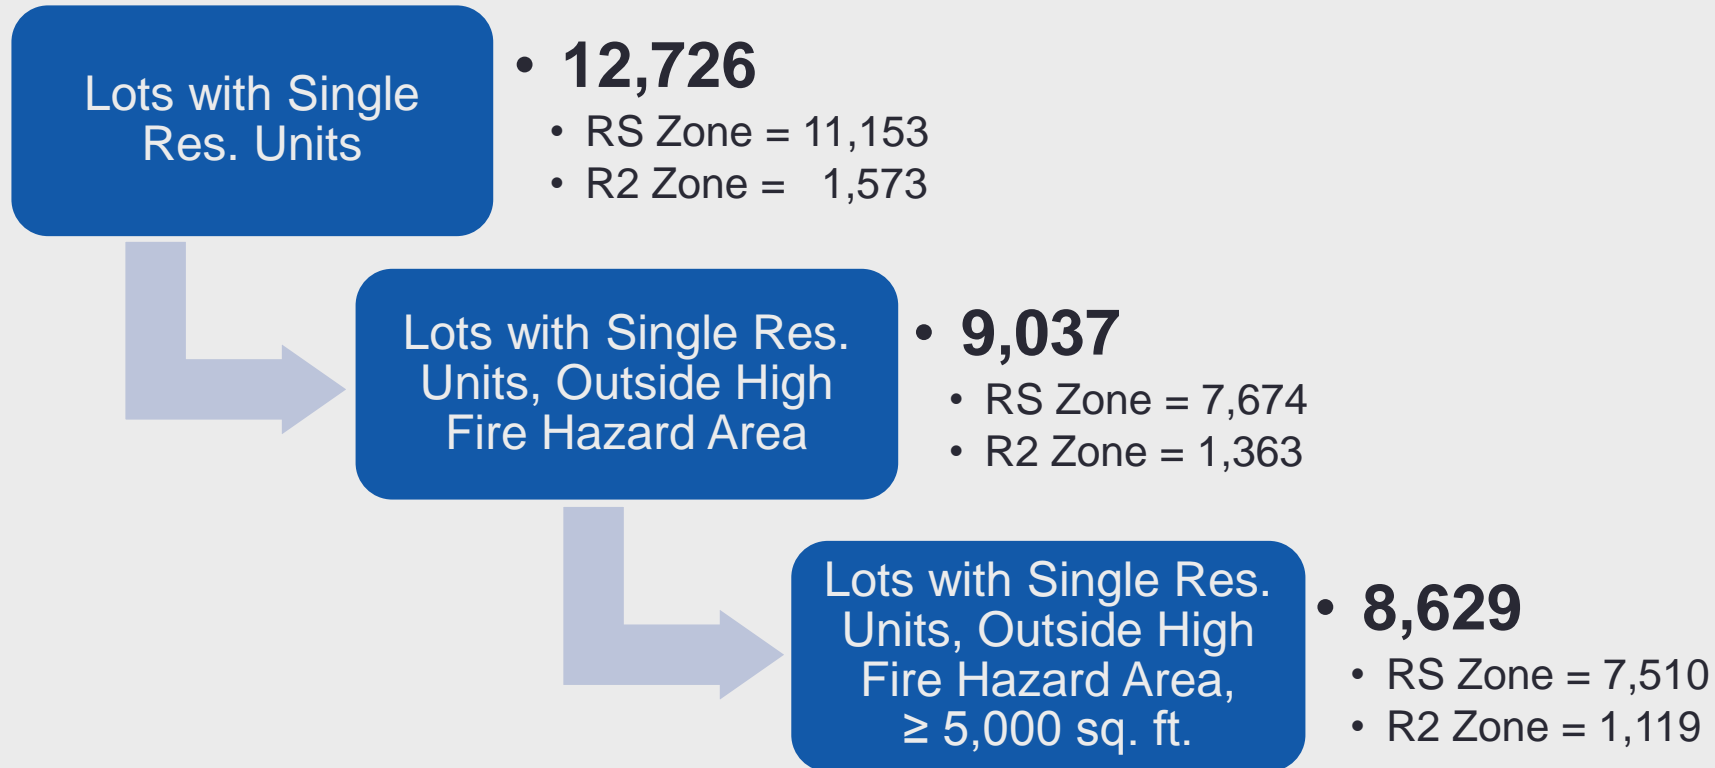 Lots with Single
Res. Units
• 12,726
• RS Zone = 11,153
• R2 Zone = 1,573
Lots with Single Res.
Units, Outside High
Fire Hazard Area
• 9,037
• RS Zone = 7,674
• R2 Zone = 1,363
Lots with Single Res.
Units, Outside High
Fire Hazard Area,
≥ 5,000 sq. ft.
• 8,629
• RS Zone = 7,510
• R2 Zone = 1,119